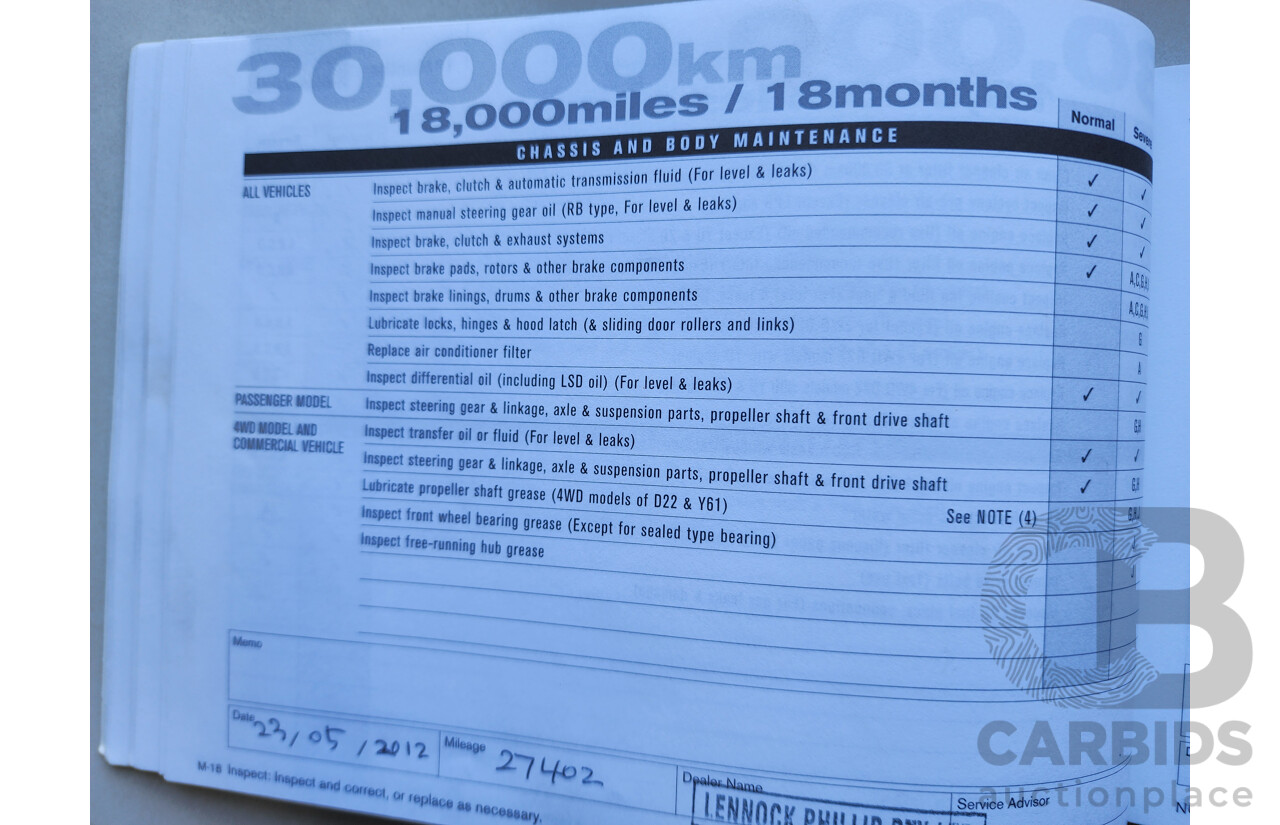 30,000km
18,000miles / 18months
Normal
CHASSIS AND BODY MAINTENANCE
ALL VEHICLES
Inspect brake, clutch & automatic transmission fluid (For level & leaks) ✓ ✓
Inspect manual steering gear oil (RB type, For level & leaks) ✓ ✓
Inspect brake, clutch & exhaust systems ✓ ✓
Inspect brake pads, rotors & other brake components ✓ A,C,G,H
Inspect brake linings, drums & other brake components A,C,G,H
Lubricate locks, hinges & hood latch (& sliding door rollers and links) G
Replace air conditioner filter A
Inspect differential oil (including LSD oil) (For level & leaks) ✓ ✓
PASSENGER MODEL Inspect steering gear & linkage, axle & suspension parts, propeller shaft & front drive shaft G,H
4WD MODEL AND
COMMERCIAL VEHICLE
Inspect transfer oil or fluid (For level & leaks) ✓ ✓
Inspect steering gear & linkage, axle & suspension parts, propeller shaft & front drive shaft ✓ G,H
Lubricate propeller shaft grease (4WD models of D22 & Y61) See NOTE (4)
Inspect front wheel bearing grease (Except for sealed type bearing)
Inspect free-running hub grease
Memo
Date 23/05/2012 Mileage 27402
Dealer Name
LENNOCK PHILLIP
Service Advisor
M-16 Inspect: Inspect and correct, or replace as necessary.
CARBIDS
auctionplace